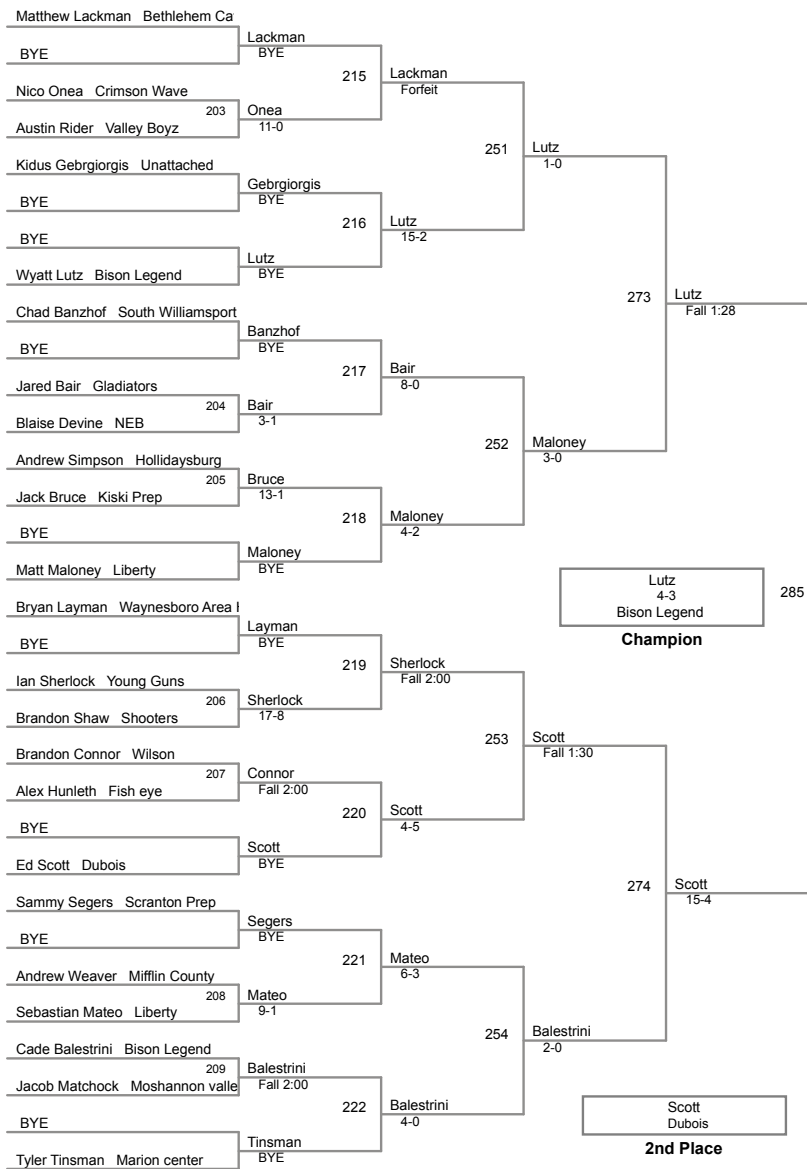 Matthew Lackman Bethlehem Ca
Lackman
BYE
BYE
215
Lackman
Forfeit
Nico Onea Crimson Wave
203
Onea
11-0
Austin Rider Valley Boyz
251
Lutz
1-0
Kidus Gebrgiorgis Unattached
Gebrgiorgis
BYE
BYE
216
Lutz
15-2
BYE
Lutz
BYE
Wyatt Lutz Bison Legend
273
Lutz
Fall 1:28
Chad Banzhof South Williamsport
Banzhof
BYE
BYE
217
Bair
8-0
Jared Bair Gladiators
204
Bair
3-1
Blaise Devine NEB
252
Maloney
3-0
Andrew Simpson Hollidaysburg
205
Bruce
13-1
Jack Bruce Kiski Prep
218
Maloney
4-2
BYE
Maloney
BYE
Matt Maloney Liberty
Lutz
4-3
Bison Legend
285
Champion
Bryan Layman Waynesboro Area
Layman
BYE
BYE
219
Sherlock
Fall 2:00
Ian Sherlock Young Guns
206
Sherlock
17-8
Brandon Shaw Shooters
253
Scott
Fall 1:30
Brandon Connor Wilson
207
Connor
Fall 2:00
Alex Hunleth Fish eye
220
Scott
4-5
BYE
Scott
BYE
Ed Scott Dubois
274
Scott
15-4
Sammy Segers Scranton Prep
Segers
BYE
BYE
221
Mateo
6-3
Andrew Weaver Mifflin County
208
Mateo
9-1
Sebastian Mateo Liberty
254
Balestrini
2-0
Cade Balestrini Bison Legend
209
Balestrini
Fall 2:00
Jacob Matchock Moshannon valle
222
Balestrini
4-0
BYE
Tinsman
BYE
Tyler Tinsman Marion center
Scott
Dubois
2nd Place